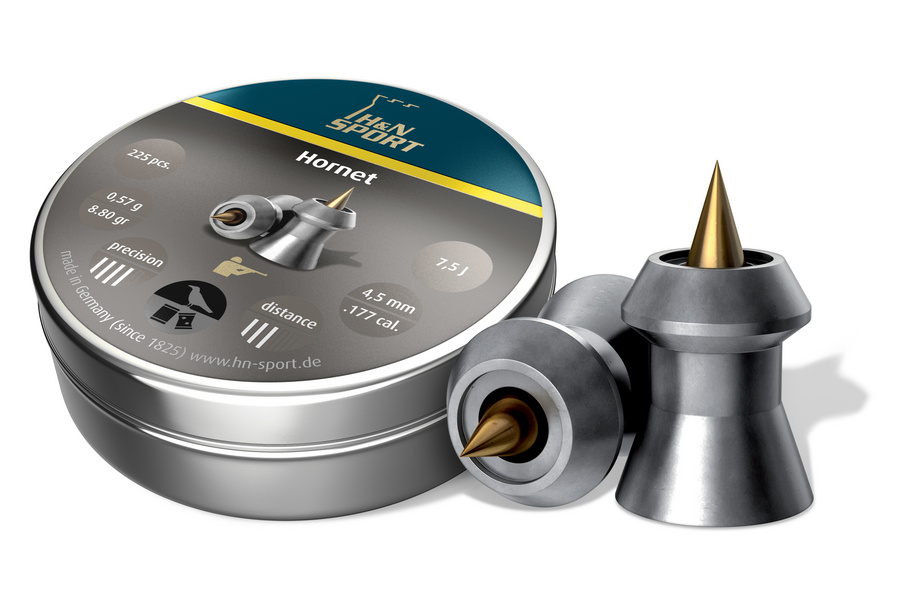 H&N
SPORT
Hornet
225 pcs.
0,57 g
8.80 gr
precision
distance
7,5 J
4,5 mm
.177 cal.
made in Germany (since 1825) www.hn-sport.de